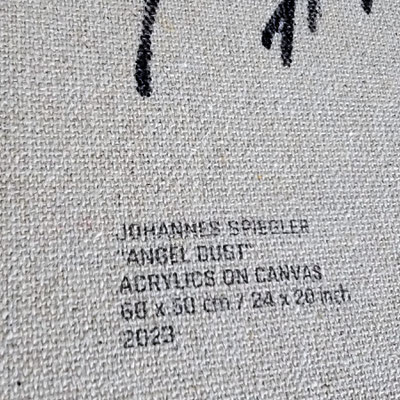 JOHANNES SPIEGLER
"ANGEL DUST"
ACRYLICS ON CANVAS
60 x 50 cm / 24 x 20 inch
2023